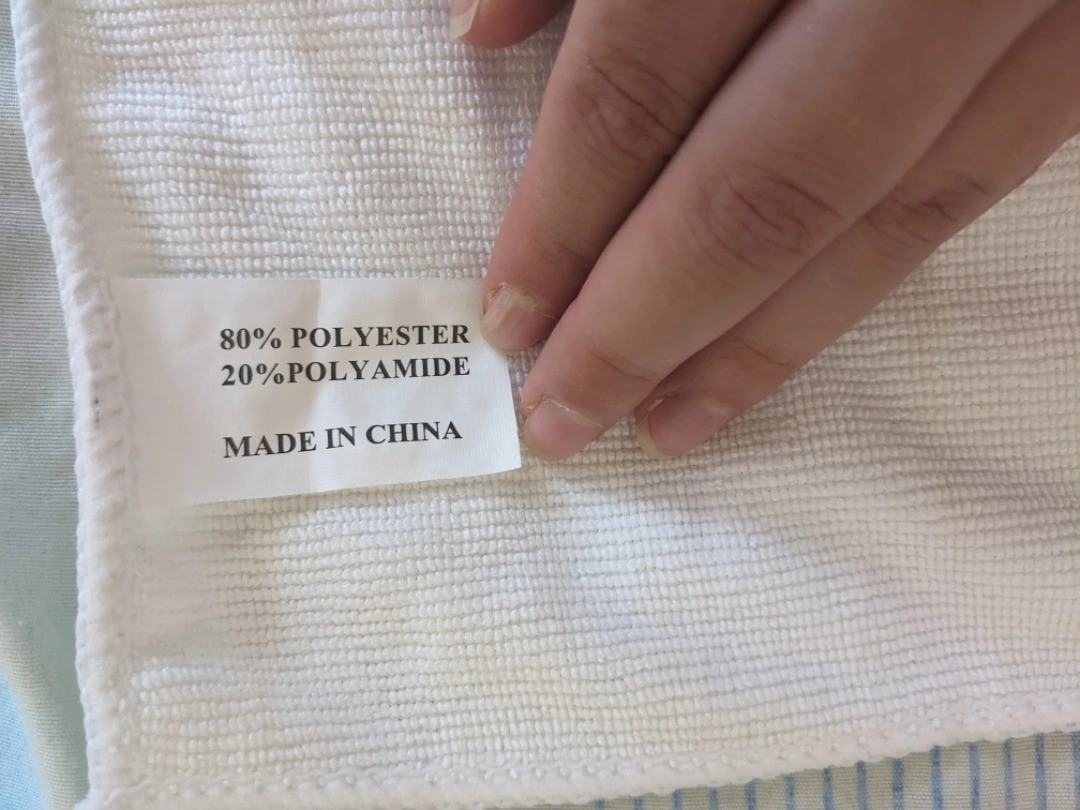 80% POLYESTER
20%POLYAMIDE
MADE IN CHINA